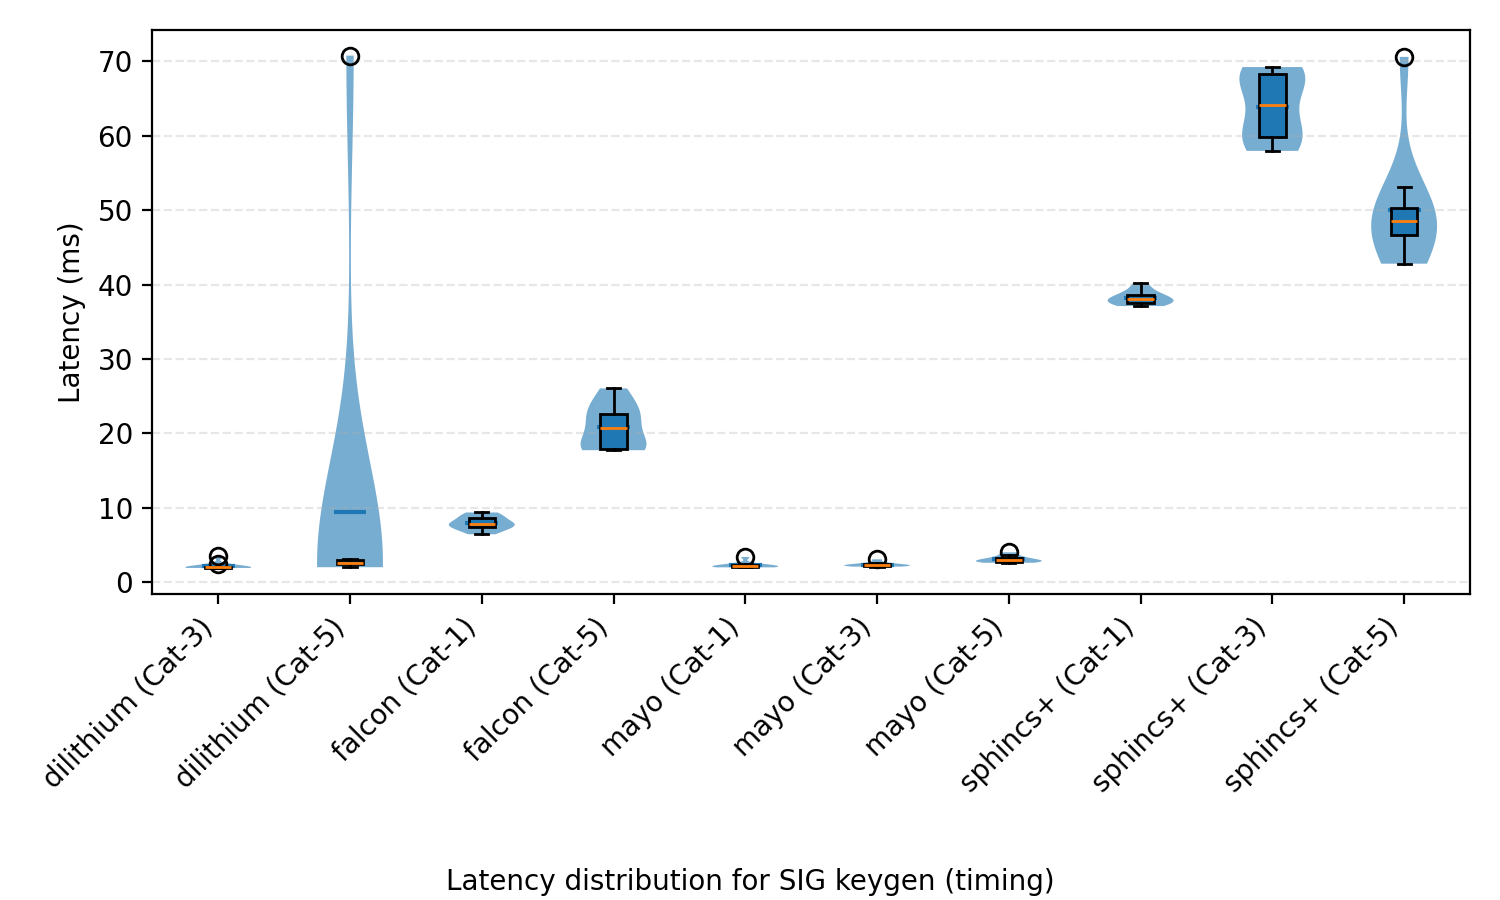 70
60
50
40
30
20
10
0
Latency (ms)
dilithium (Cat-3)
dilithium (Cat-5)
falcon (Cat-1)
falcon (Cat-5)
mayo (Cat-1)
mayo (Cat-3)
mayo (Cat-5)
sphincs+ (Cat-1)
sphincs+ (Cat-3)
sphincs+ (Cat-5)
Latency distribution for SIG keygen (timing)